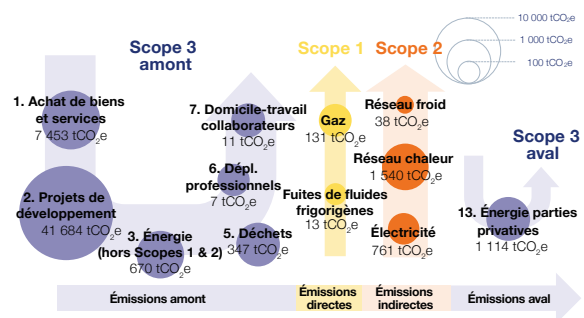 10 000 tCO₂e
1 000 tCO₂e
100 tCO₂e
Scope 3
amont
Scope 1
Scope 2
1. Achat de biens
et services
7 453 tCO₂e
2. Projets de
développement
41 684 tCO₂e
3. Énergie
(hors Scopes 1 & 2)
670 tCO₂e
7. Domicile-travail
collaborateurs
11 tCO₂e
6. Dépl.
professionnels
7 tCO₂e
5. Déchets
347 tCO₂e
Gaz
131 tCO₂e
Fuites de fluides
frigorigènes
13 tCO₂e
Réseau froid
38 tCO₂e
Réseau chaleur
1 540 tCO₂e
Électricité
761 tCO₂e
Scope 3
aval
13. Énergie parties
privatives
1 114 tCO₂e
Émissions amont
Émissions
directes
Émissions
indirectes
Émissions aval